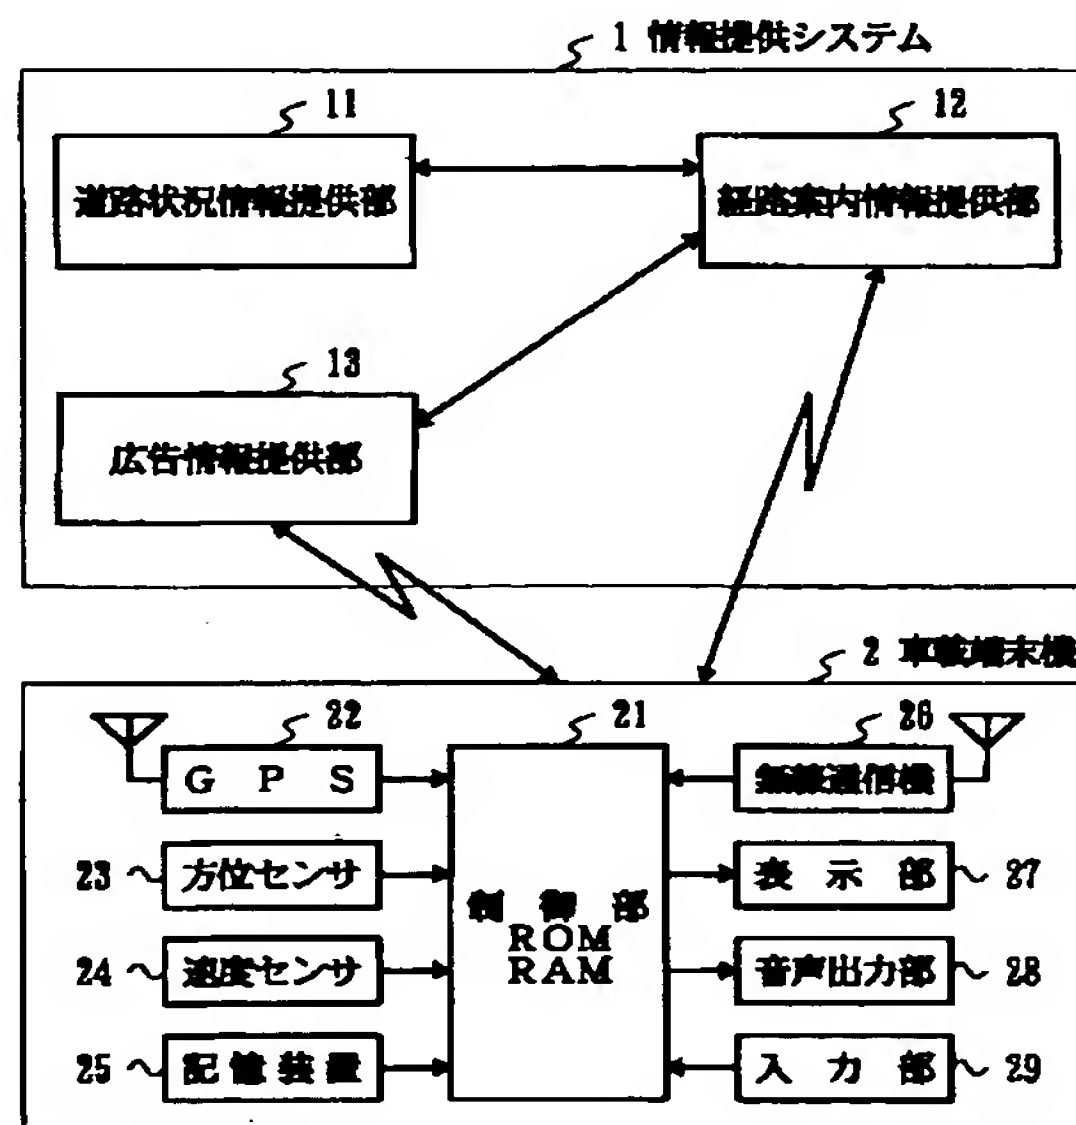 1 情報提供システム
11
道路状況情報提供部
12
経路案内情報提供部
13
広告情報提供部
2 車載端末機
22
G P S
21
制 御 部
ROM
RAM
26
無線通信機
23
方位センサ
24
速度センサ
25
記憶装置
表 示 部
27
音声出力部
28
入 力 部
29